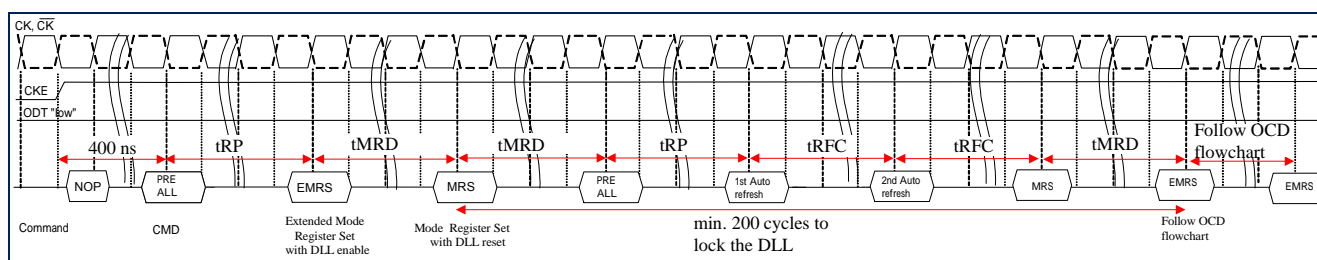 CK, CK
CKE
ODT "low"
400 ns
tRP
tMRD
tMRD
tRP
tRFC
tRFC
tMRD
Follow OCD
flowchart
NOP
PRE
ALL
EMRS
MRS
PRE
ALL
1st Auto
refresh
2nd Auto
refresh
MRS
EMRS
EMRS
Command
CMD
Extended Mode
Register Set
with DLL enable
Mode Register Set
with DLL reset
min. 200 cycles to
lock the DLL
Follow OCD
flowchart